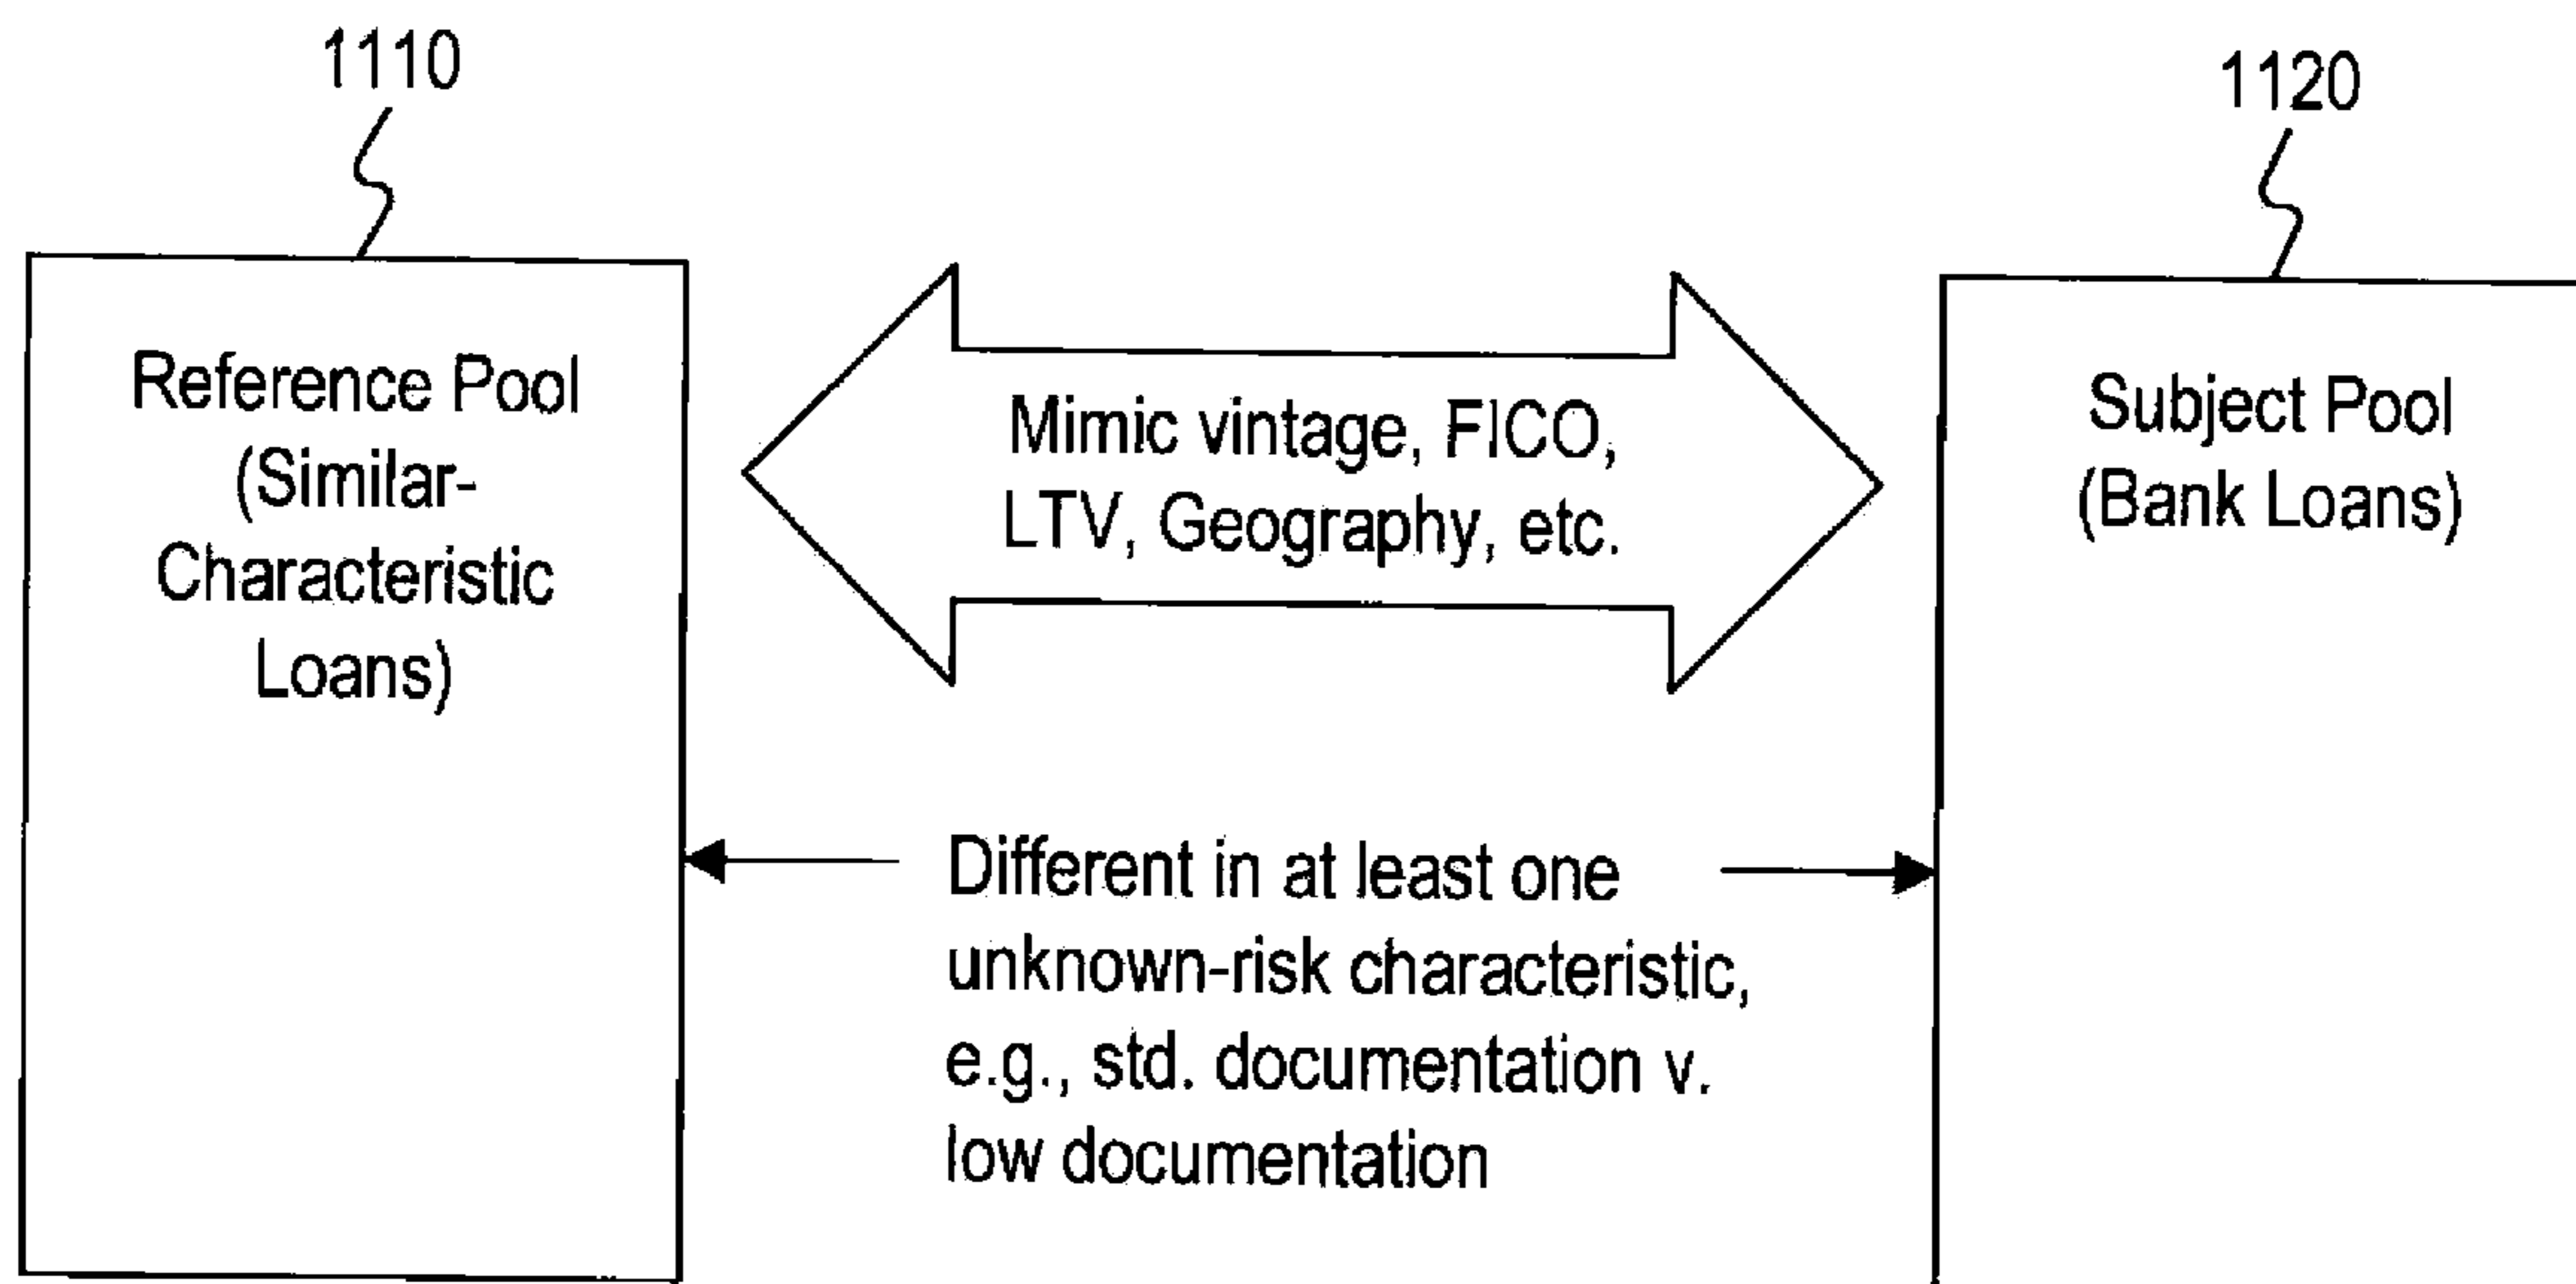 1110
1120
Reference Pool
(Similar-
Characteristic
Loans)
Mimic vintage, FICO,
LTV, Geography, etc.
Subject Pool
(Bank Loans)
Different in at least one
unknown-risk characteristic,
e.g., std. documentation v.
low documentation